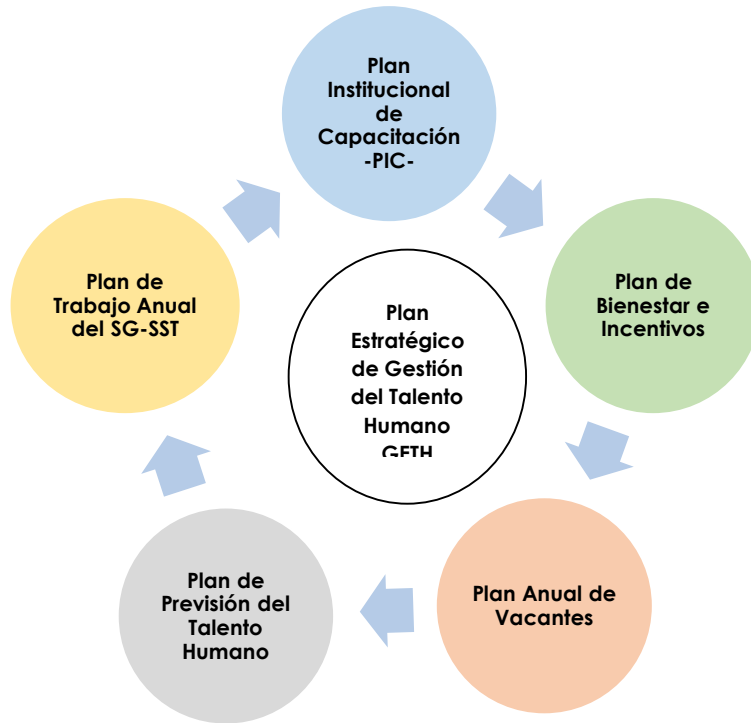 Plan
Institucional
de
Capacitación
-PIC-
Plan de
Bienestar e
Incentivos
Plan Anual de
Vacantes
Plan de
Previsión del
Talento
Humano
Plan de
Trabajo Anual
del SG-SST
Plan
Estratégico
de Gestión
del Talento
Humano
GETH